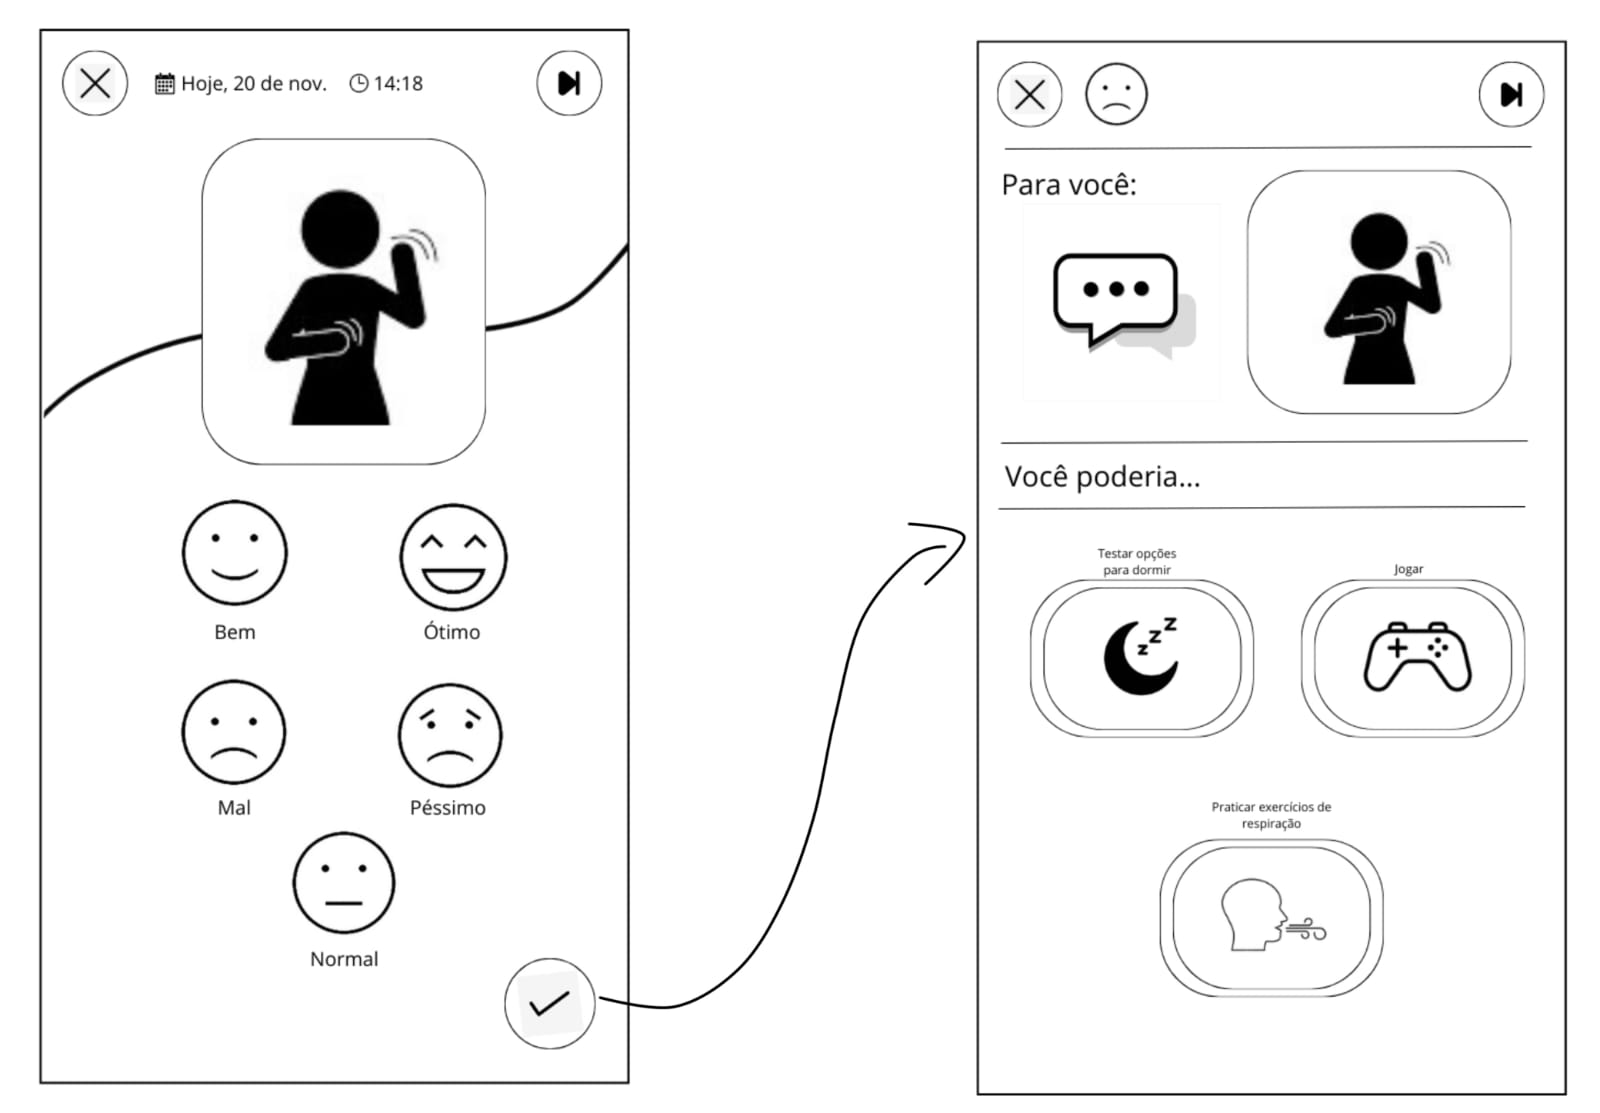 Hoje, 20 de nov. 14:18
Bem
Ótimo
Mal
Péssimo
Normal
Para você:
Você poderia...
Testar opções
para dormir
z z z
Jogar
Praticar exercícios de
respiração